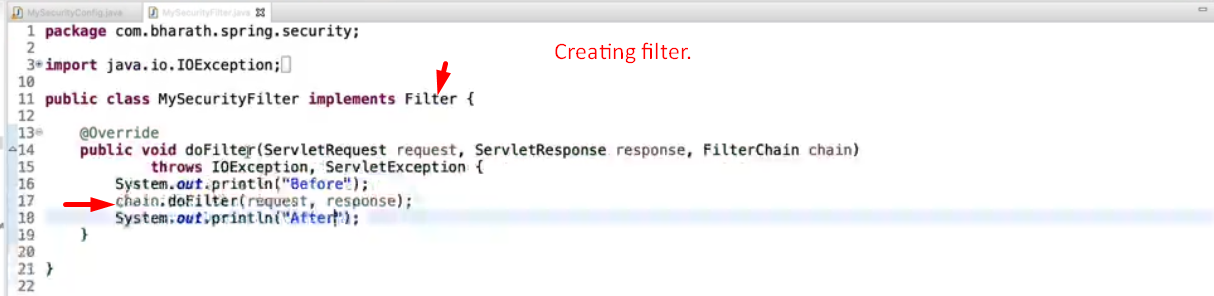 MySecurityConfig.java MySecurityFilter.java
1 package com.bharath.spring.security;
2
Creating filter.
3 import java.io.IOException;
10
11 public class MySecurityFilter implements Filter {
12
13 @Override
14 public void doFilter(ServletRequest request, ServletResponse response, FilterChain chain)
15 throws IOException, ServletException {
16 System.out.println("Before");
17 chain.doFilter(request, response);
18 System.out.println("After");
19 }
20
21 }
22